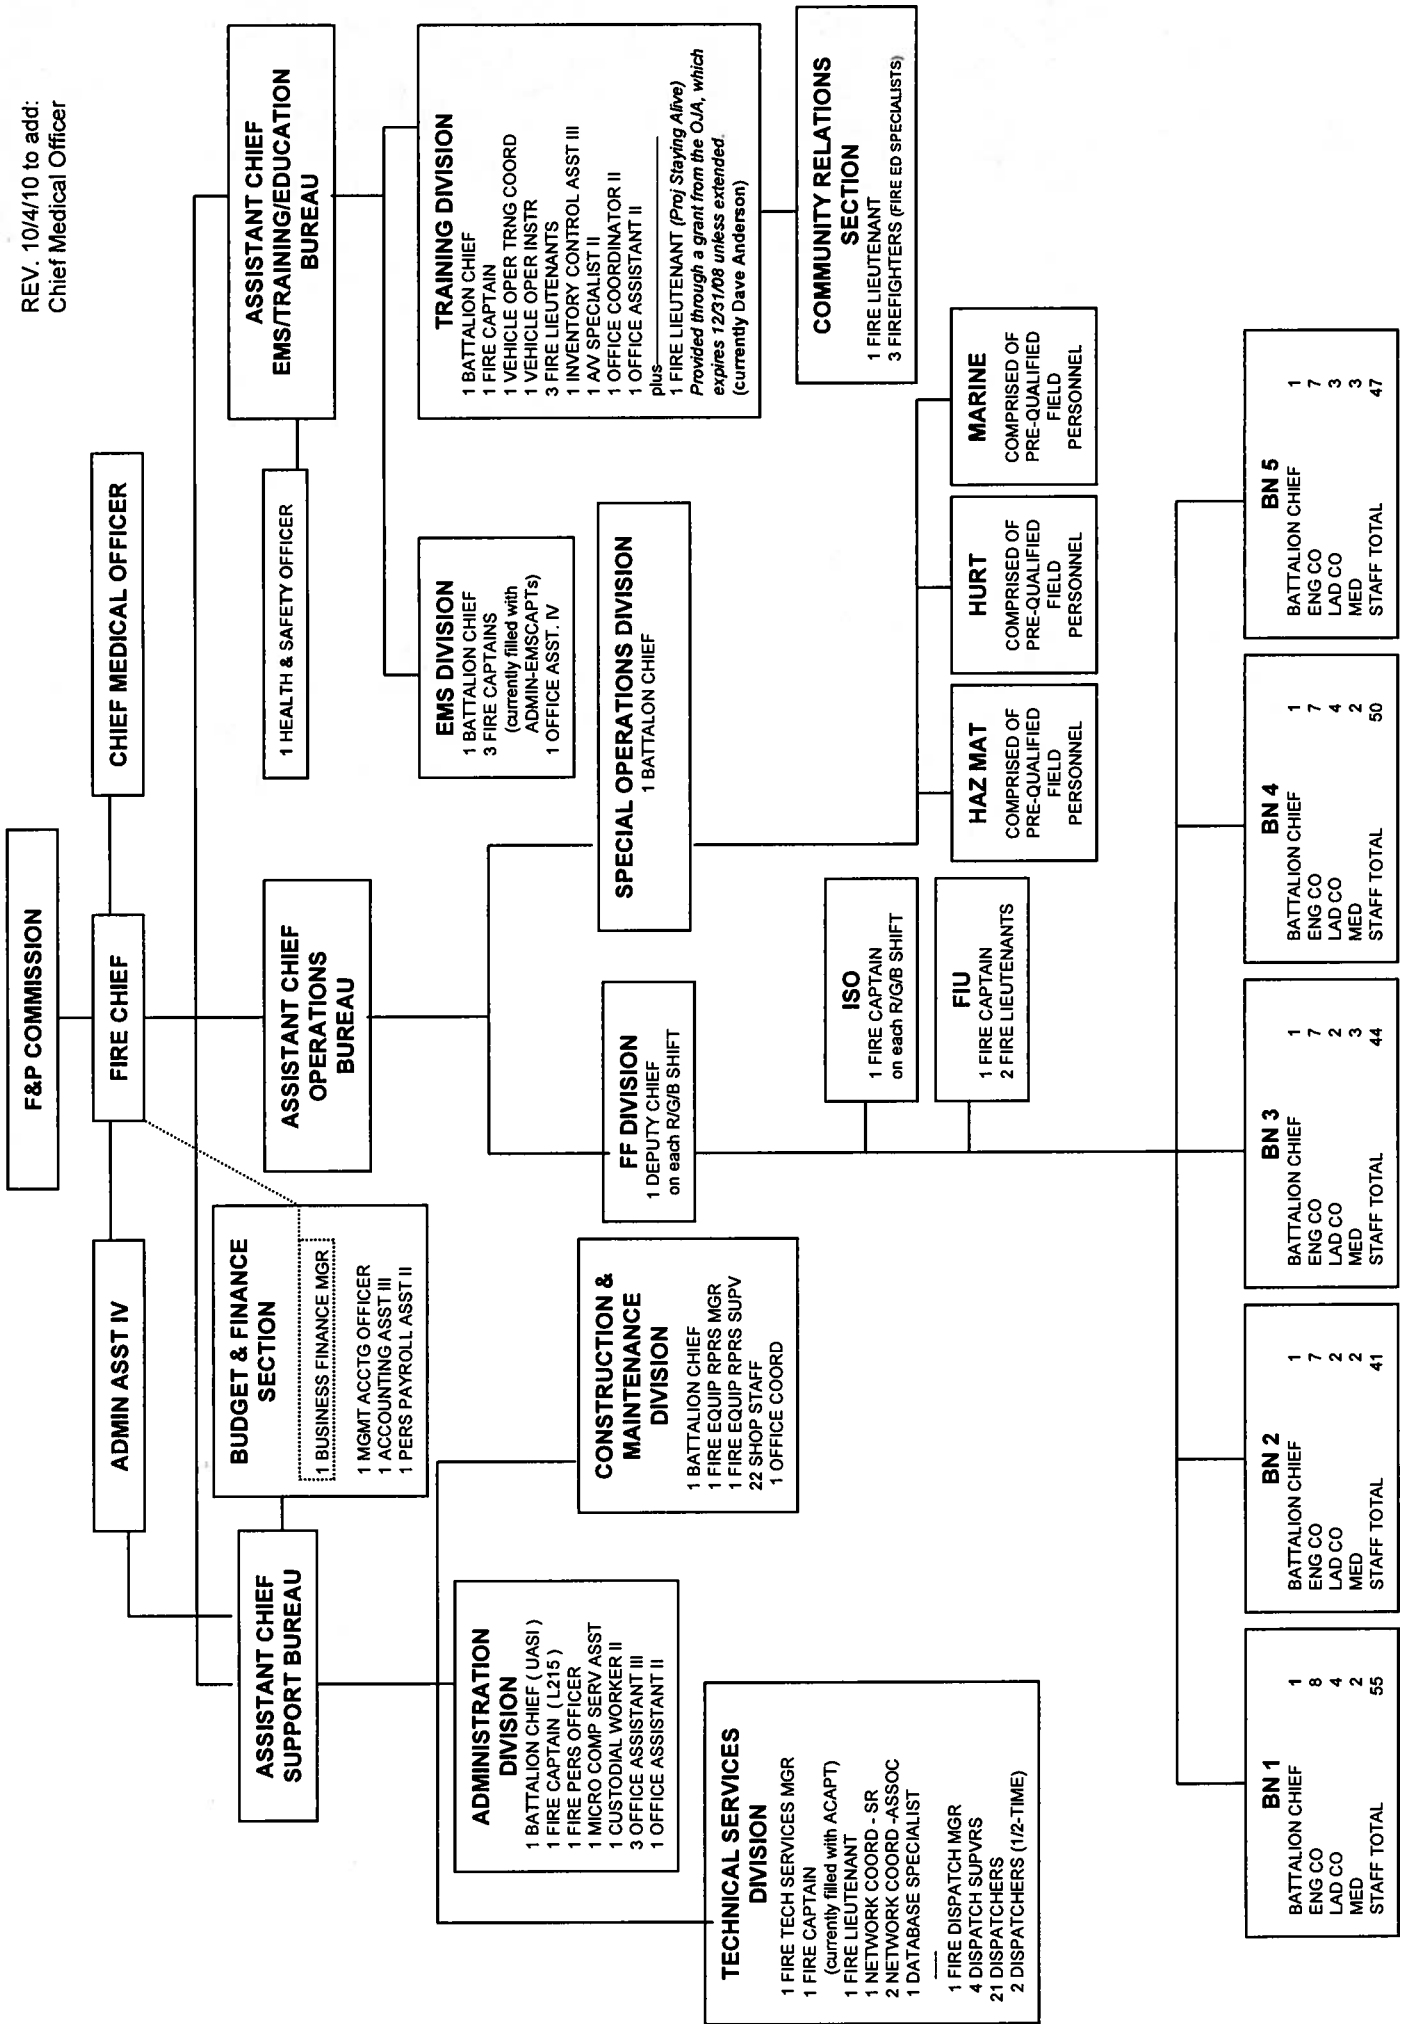 REV. 10/4/10 to add:
Chief Medical Officer
F&P COMMISSION
ADMIN ASST IV
FIRE CHIEF
CHIEF MEDICAL OFFICER
ASSISTANT CHIEF
SUPPORT BUREAU
BUDGET & FINANCE
SECTION
1 BUSINESS FINANCE MGR
1 MGMT ACCTG OFFICER
1 ACCOUNTING ASST III
1 PERS PAYROLL ASST II
ASSISTANT CHIEF
OPERATIONS
BUREAU
1 HEALTH & SAFETY OFFICER
ASSISTANT CHIEF
EMS/TRAINING/EDUCATION
BUREAU
ADMINISTRATION
DIVISION
1 BATTALION CHIEF ( UASI )
1 FIRE CAPTAIN ( L215 )
1 FIRE PERS OFFICER
1 MICRO COMP SERV ASST
1 CUSTODIAL WORKER II
3 OFFICE ASSISTANT III
1 OFFICE ASSISTANT II
CONSTRUCTION &
MAINTENANCE
DIVISION
1 BATTALION CHIEF
1 FIRE EQUIP RPRS MGR
1 FIRE EQUIP RPRS SUPV
22 SHOP STAFF
1 OFFICE COORD
TECHNICAL SERVICES
DIVISION
1 FIRE TECH SERVICES MGR
1 FIRE CAPTAIN
(currently filled with ACAPT)
1 FIRE LIEUTENANT
1 NETWORK COORD - SR
2 NETWORK COORD -ASSOC
1 DATABASE SPECIALIST
1 FIRE DISPATCH MGR
4 DISPATCH SUPVRS
21 DISPATCHERS
2 DISPATCHERS (1/2-TIME)
FF DIVISION
1 DEPUTY CHIEF
on each R/G/B SHIFT
SPECIAL OPERATIONS DIVISION
1 BATTALON CHIEF
EMS DIVISION
1 BATTALION CHIEF
3 FIRE CAPTAINS
(currently filled with
ADMIN-EMSCAPTs)
1 OFFICE ASST. IV
TRAINING DIVISION
1 BATTALION CHIEF
1 FIRE CAPTAIN
1 VEHICLE OPER TRNG COORD
1 VEHICLE OPER INSTR
3 FIRE LIEUTENANTS
1 INVENTORY CONTROL ASST III
1 A/V SPECIALIST II
1 OFFICE COORDINATOR II
1 OFFICE ASSISTANT II
plus
1 FIRE LIEUTENANT (Proj Staying Alive)
Provided through a grant from the OJA, which
expires 12/31/08 unless extended.
(currently Dave Anderson)
COMMUNITY RELATIONS
SECTION
1 FIRE LIEUTENANT
3 FIREFIGHTERS (FIRE ED SPECIALISTS)
ISO
1 FIRE CAPTAIN
on each R/G/B SHIFT
FIU
1 FIRE CAPTAIN
2 FIRE LIEUTENANTS
HAZ MAT
COMPRISED OF
PRE-QUALIFIED
FIELD
PERSONNEL
HURT
COMPRISED OF
PRE-QUALIFIED
FIELD
PERSONNEL
MARINE
COMPRISED OF
PRE-QUALIFIED
FIELD
PERSONNEL
BN 1
BATTALION CHIEF 1
ENG CO 8
LAD CO 4
MED 2
STAFF TOTAL 55
BN 2
BATTALION CHIEF 1
ENG CO 7
LAD CO 2
MED 2
STAFF TOTAL 41
BN 3
BATTALION CHIEF 1
ENG CO 7
LAD CO 2
MED 3
STAFF TOTAL 44
BN 4
BATTALION CHIEF 1
ENG CO 7
LAD CO 4
MED 2
STAFF TOTAL 50
BN 5
BATTALION CHIEF 1
ENG CO 7
LAD CO 3
MED 3
STAFF TOTAL 47